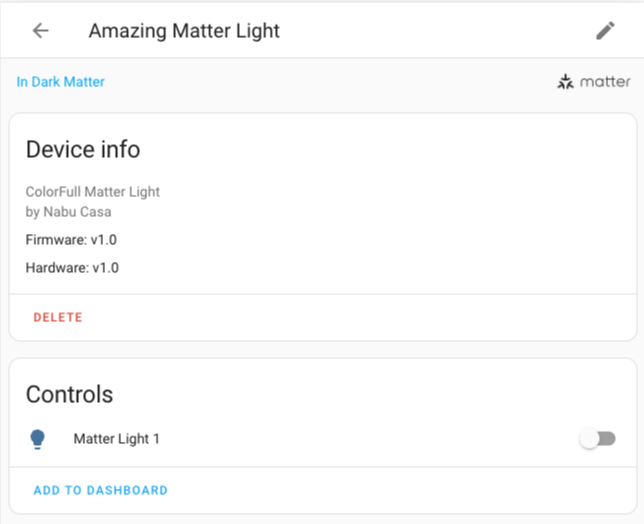 Amazing Matter Light
In Dark Matter
matter
Device info
ColorFull Matter Light
by Nabu Casa
Firmware: v1.0
Hardware: v1.0
DELETE
Controls
Matter Light 1
ADD TO DASHBOARD